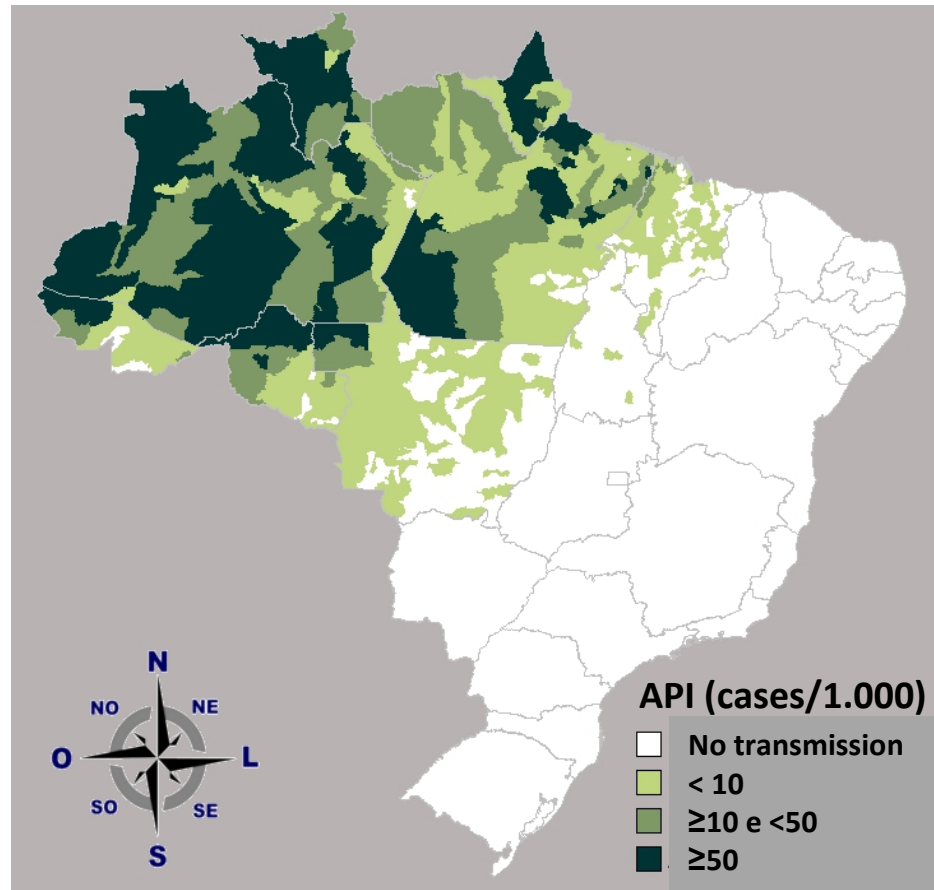 N
NO NE
O L
SO SE
S
API (cases/1.000)
No transmission
< 10
≥10 e <50
≥50